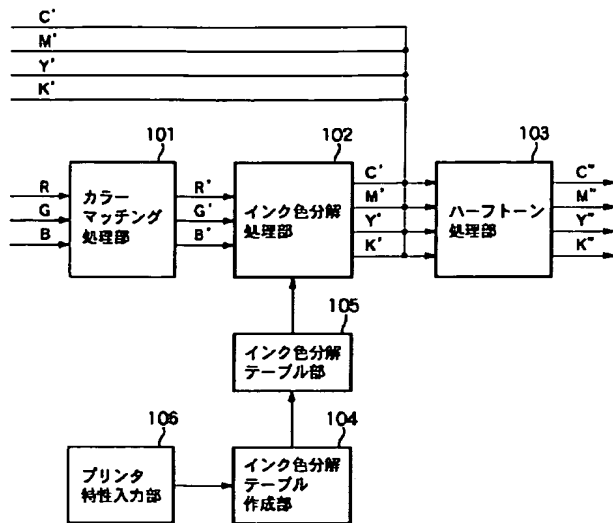 C'
M'
Y'
K'
101
102
103
R
G
B
カラー
マッチング
処理部
R'
G'
B'
インク色分解
処理部
C'
M'
Y'
K'
ハーフトーン
処理部
C"
M"
Y"
K"
105
インク色分解
テーブル部
106
104
プリンタ
特性入力部
インク色分解
テーブル
作成部